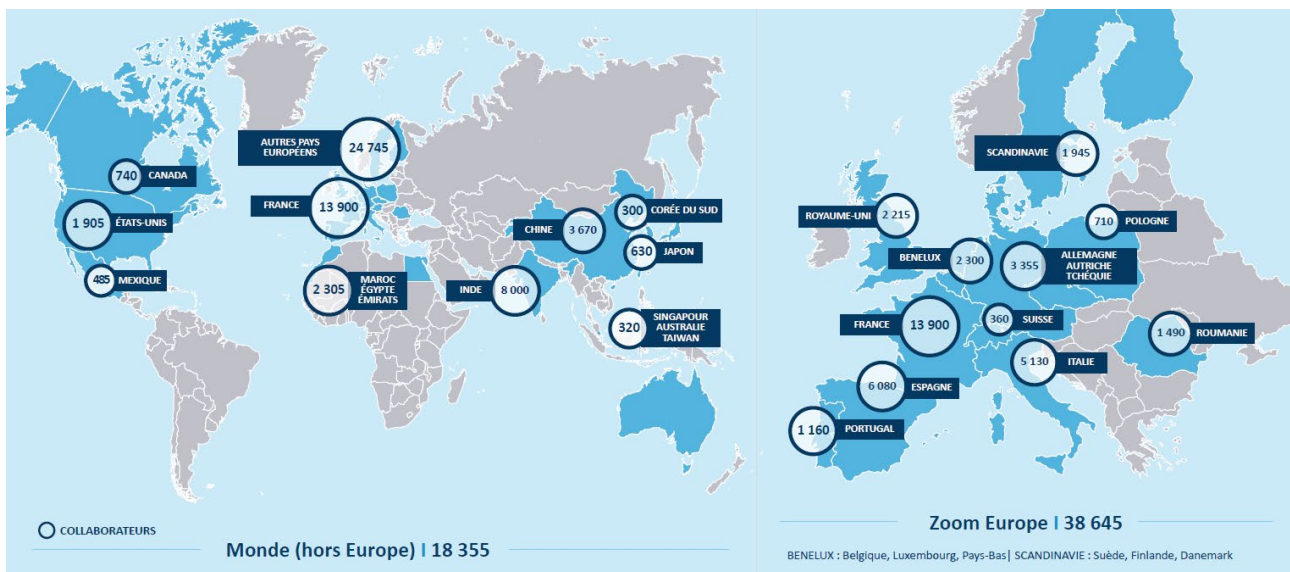 AUTRES PAYS
EUROPÉENS
24 745
740
CANADA
FRANCE
13 900
1 905
ÉTATS-UNIS
300
CORÉE DU SUD
CHINE
3 670
630
JAPON
485
MEXIQUE
2 305
MAROC
ÉGYPTE
ÉMIRATS
INDE
8 000
320
SINGAPOUR
AUSTRALIE
TAIWAN
COLLABORATEURS
Monde (hors Europe) I 18 355
SCANDINAVIE
1 945
ROYAUME-UNI
2 215
710
POLOGNE
BENELUX
2 300
3 355
ALLEMAGNE
AUTRICHE
TCHÉQUIE
FRANCE
13 900
360
SUISSE
1 490
ROUMANIE
5 130
ITALIE
6 080
ESPAGNE
1 160
PORTUGAL
Zoom Europe I 38 645
BENELUX : Belgique, Luxembourg, Pays-Bas| SCANDINAVIE : Suède, Finlande, Danemark